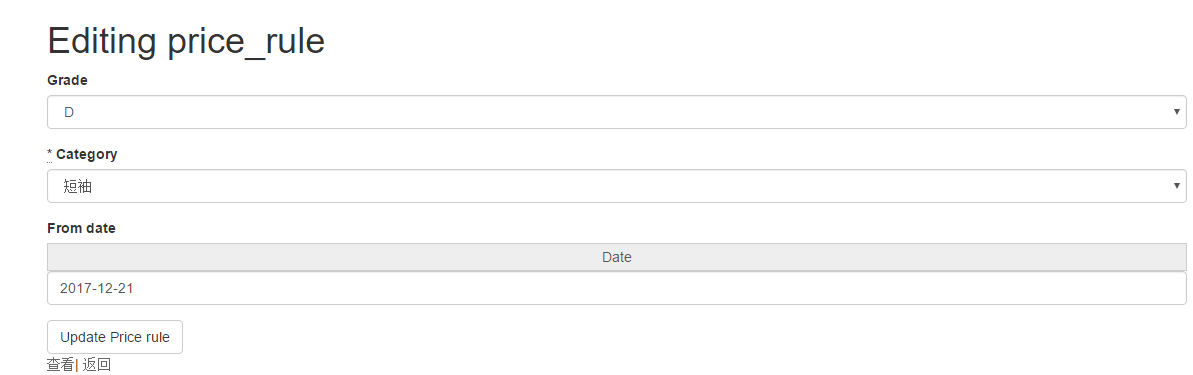 Editing price_rule
Grade
D
* Category
短袖
From date
Date
2017-12-21
Update Price rule
查看| 返回